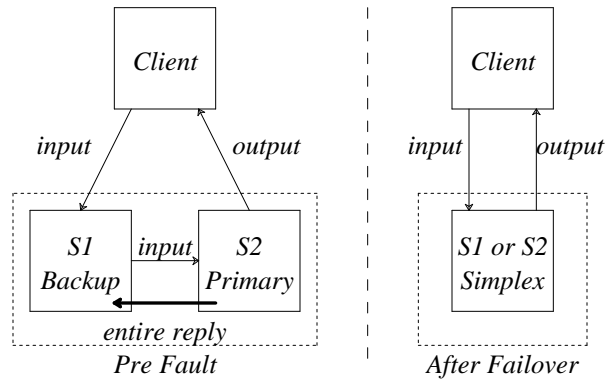 Client
Client
input
output
input
output
S1
Backup
input
S2
Primary
S1 or S2
Simplex
entire reply
Pre Fault
After Failover